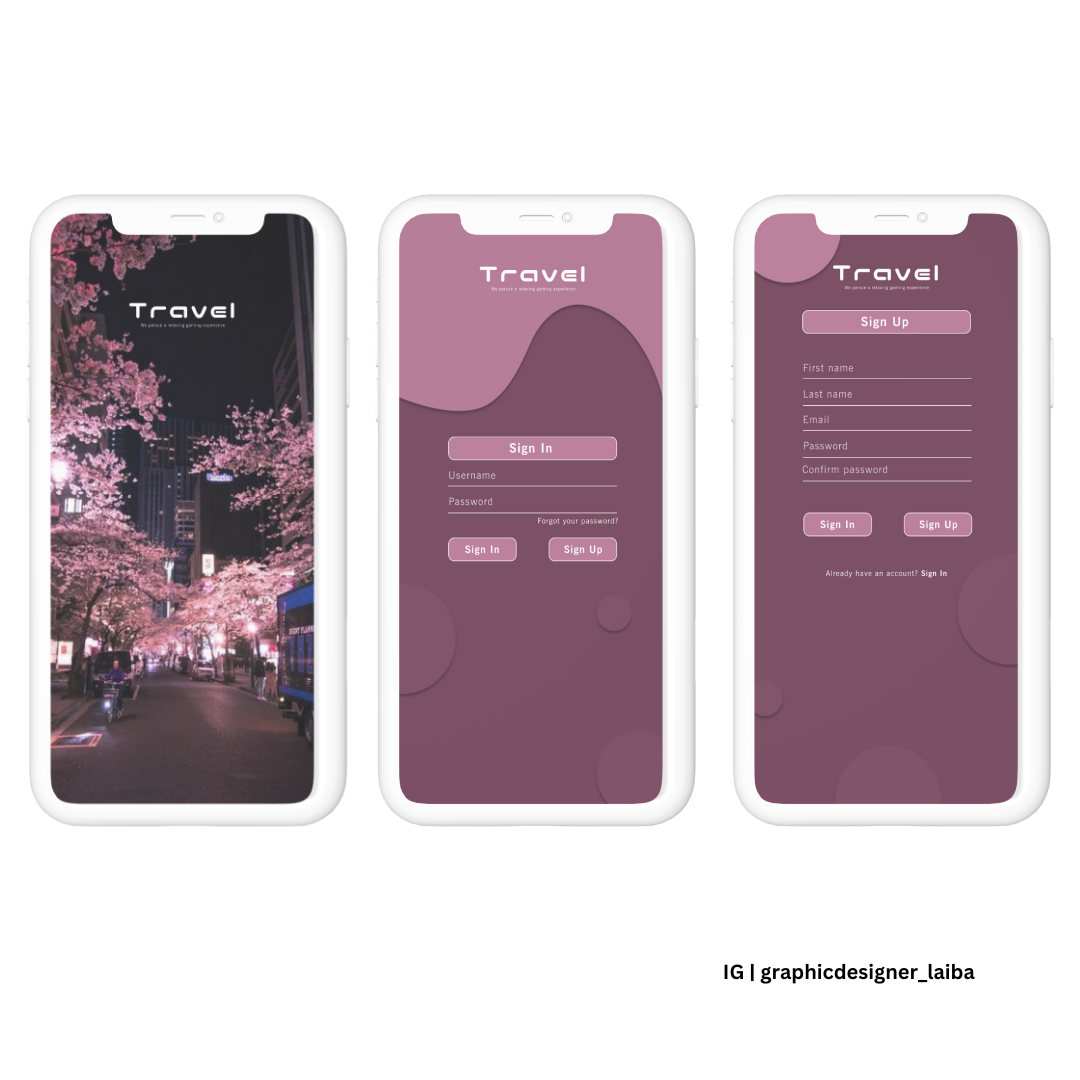 Travel
We persue a relaxing gaming experience
Travel
We persue a relaxing gaming experience
Sign In
Username
Password
Forgot your password?
Sign In
Sign Up
Travel
We persue a relaxing gaming experience
Sign Up
First name
Last name
Email
Password
Confirm password
Sign In
Sign Up
Already have an account? Sign In
IG | graphicdesigner_laiba